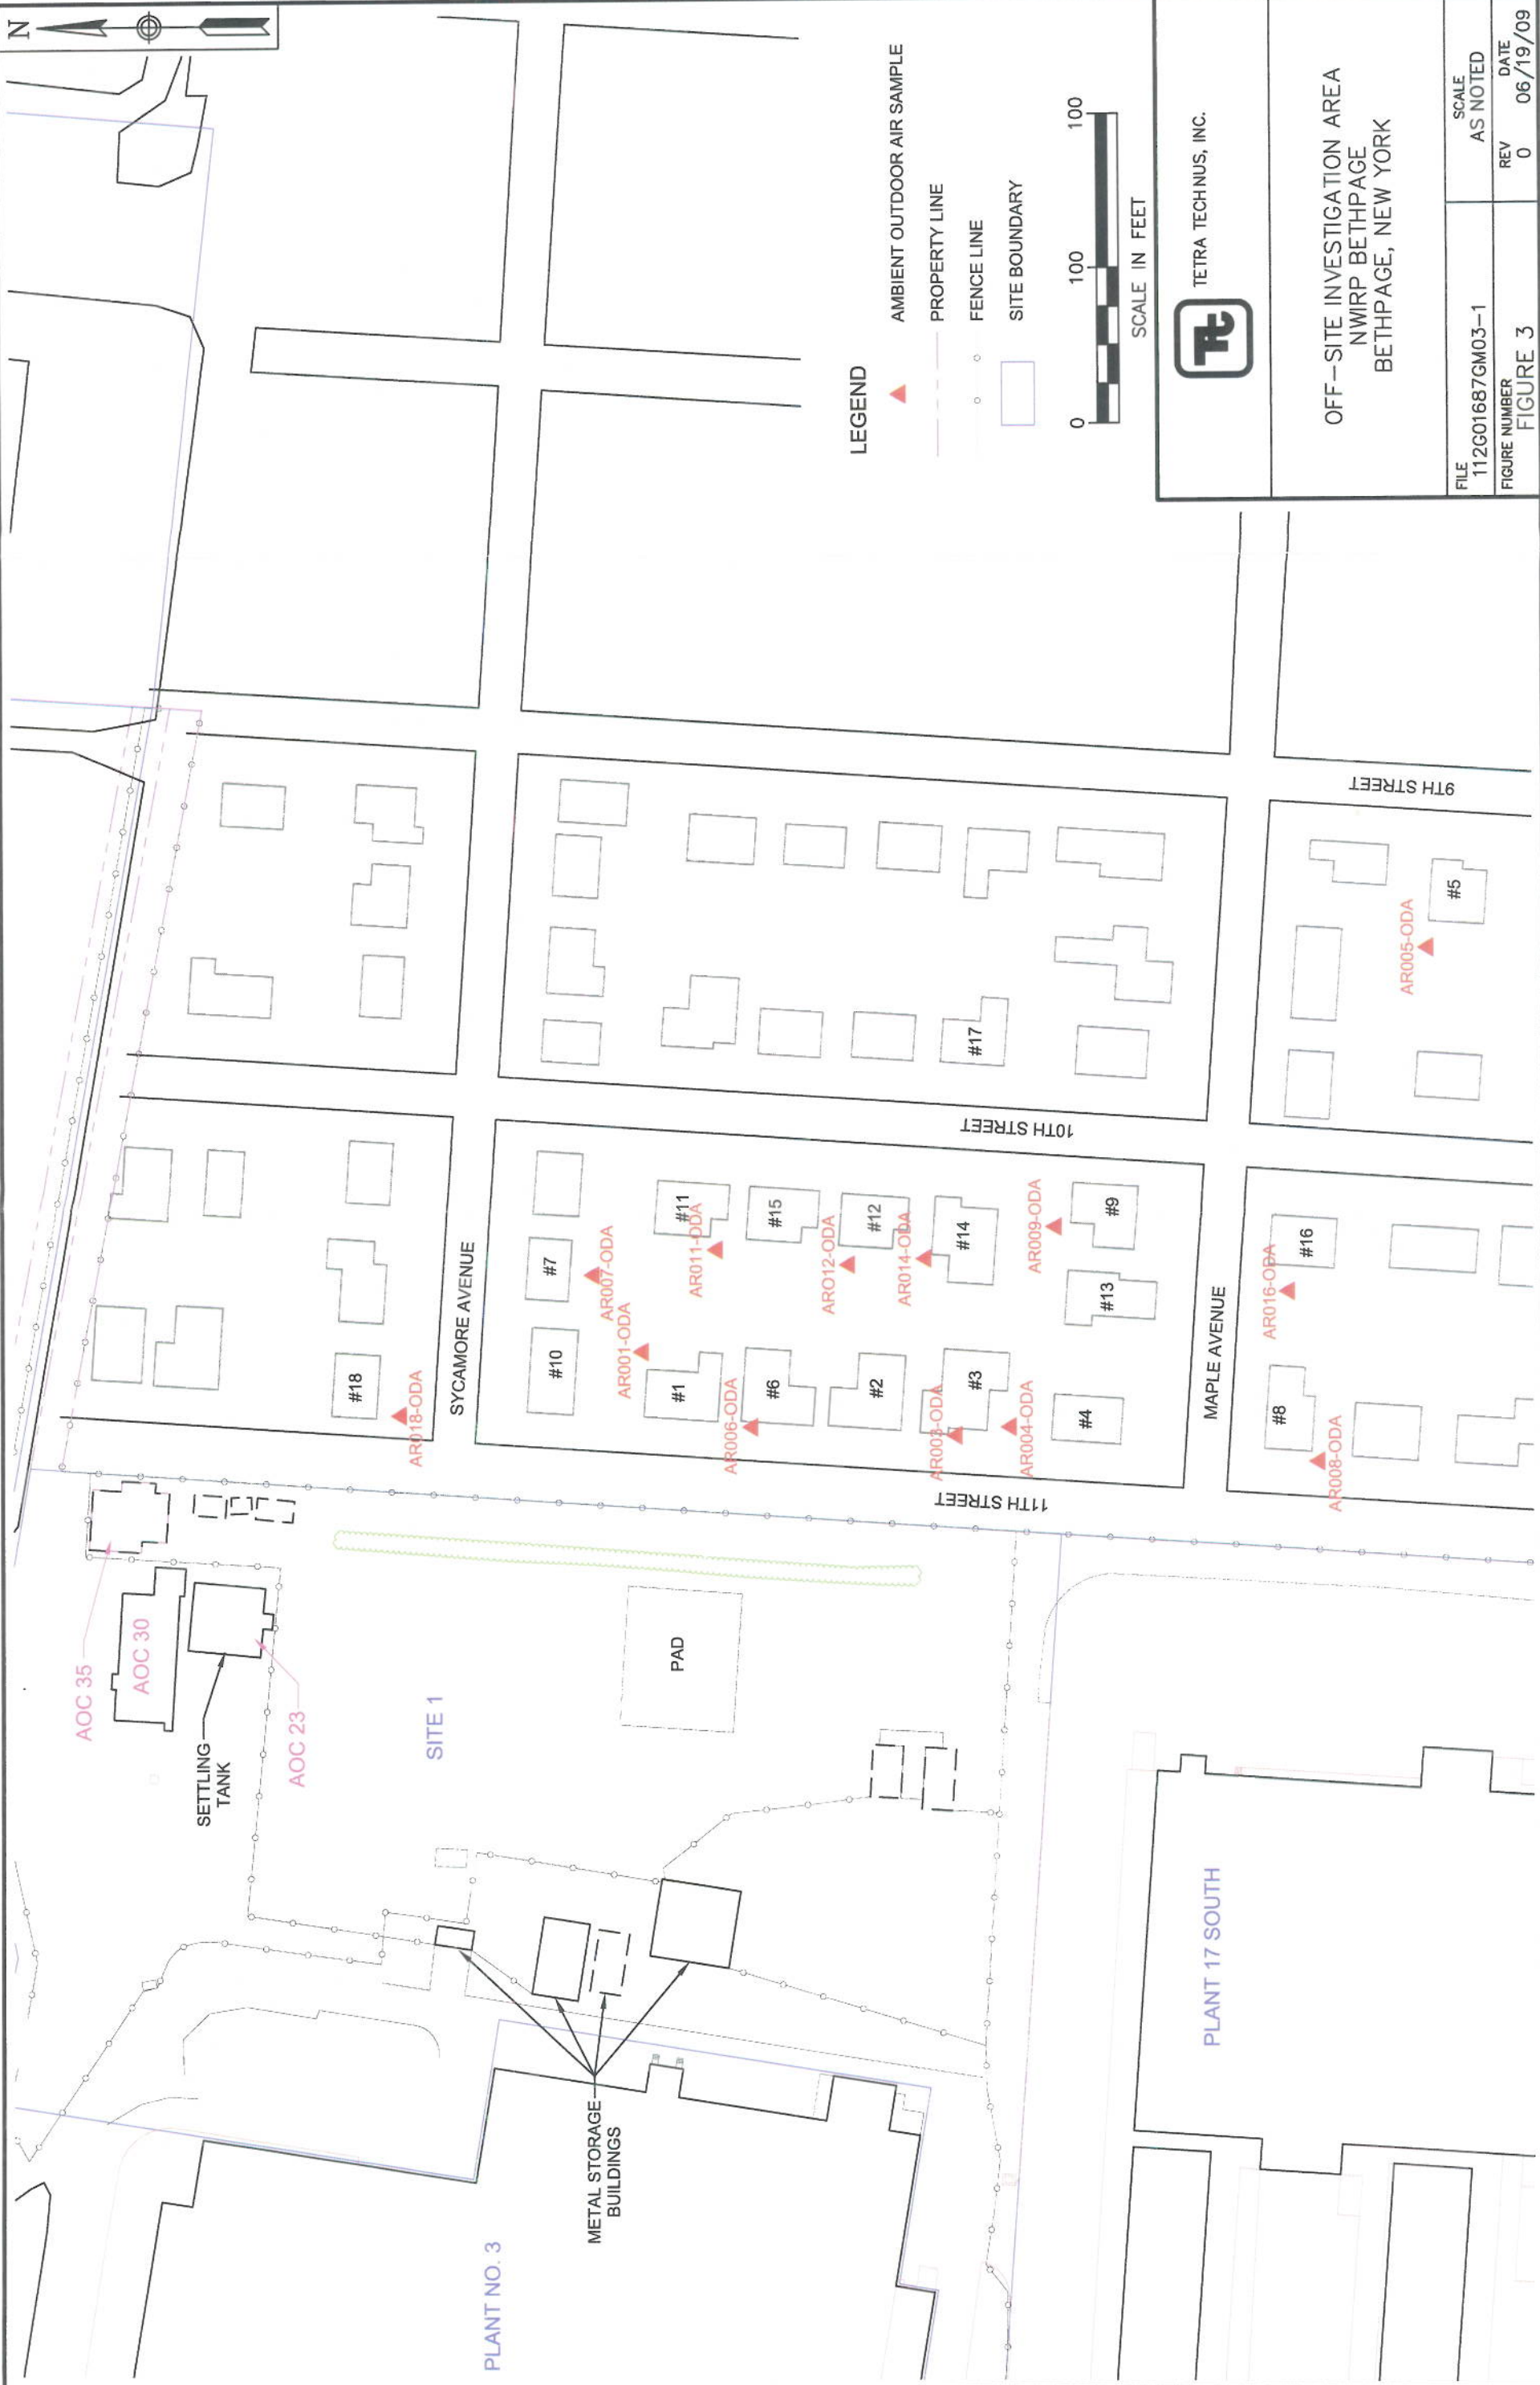 N
AOC 35
AOC 30
SETTLING
TANK
AOC 23
SITE 1
PAD
PLANT NO. 3
METAL STORAGE
BUILDINGS
PLANT 17 SOUTH
#18
AR018-ODA
SYCAMORE AVENUE
#10
#7
AR007-ODA
AR001-ODA
#1
#11
AR011-ODA
#6
AR006-ODA
#15
#2
#12
AR012-ODA
AR014-ODA
#14
#3
AR003-ODA
AR004-ODA
#4
AR009-ODA
#9
#13
#17
10TH STREET
11TH STREET
9TH STREET
MAPLE AVENUE
#8
AR008-ODA
#16
AR016-ODA
#5
AR005-ODA
LEGEND
AMBIENT OUTDOOR AIR SAMPLE
PROPERTY LINE
FENCE LINE
SITE BOUNDARY
0 100 100
SCALE IN FEET
Tt
TETRA TECH NUS, INC.
OFF-SITE INVESTIGATION AREA
NWIRP BETHPAGE
BETHPAGE, NEW YORK
FILE
112G01687GM03-1
SCALE
AS NOTED
FIGURE NUMBER
FIGURE 3
REV
0
DATE
06/19/09